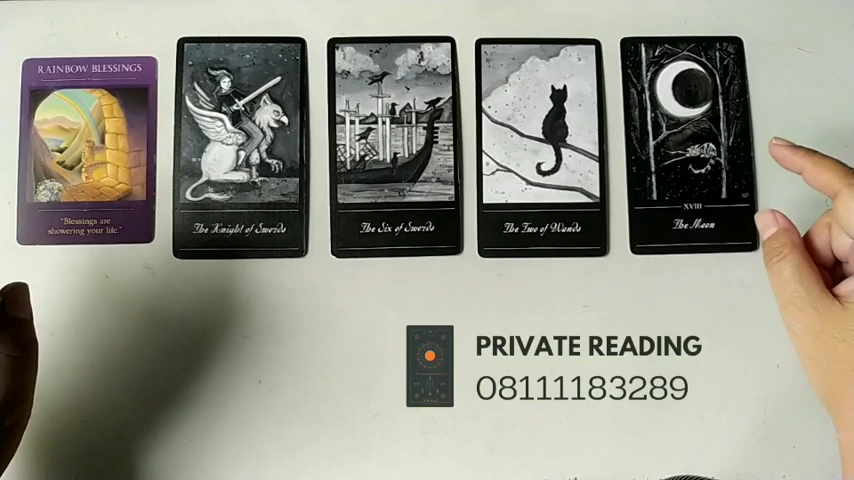 RAINBOW BLESSINGS
"Blessings are
showering your life."
The Knight of Swords
The Six of Swords
The Two of Wands
XVIII
The Moon
PRIVATE READING
08111183289